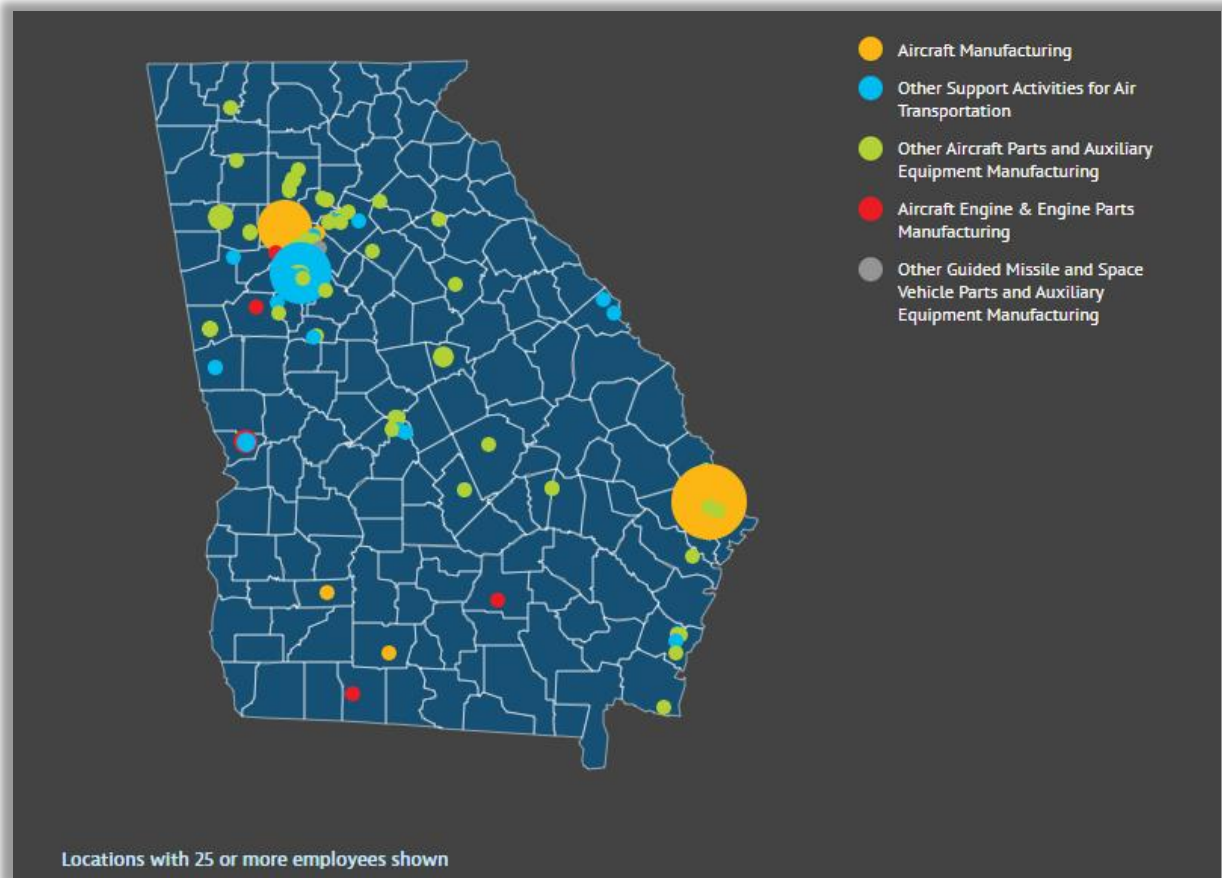 Aircraft Manufacturing
Other Support Activities for Air
Transportation
Other Aircraft Parts and Auxiliary
Equipment Manufacturing
Aircraft Engine & Engine Parts
Manufacturing
Other Guided Missile and Space
Vehicle Parts and Auxiliary
Equipment Manufacturing
Locations with 25 or more employees shown